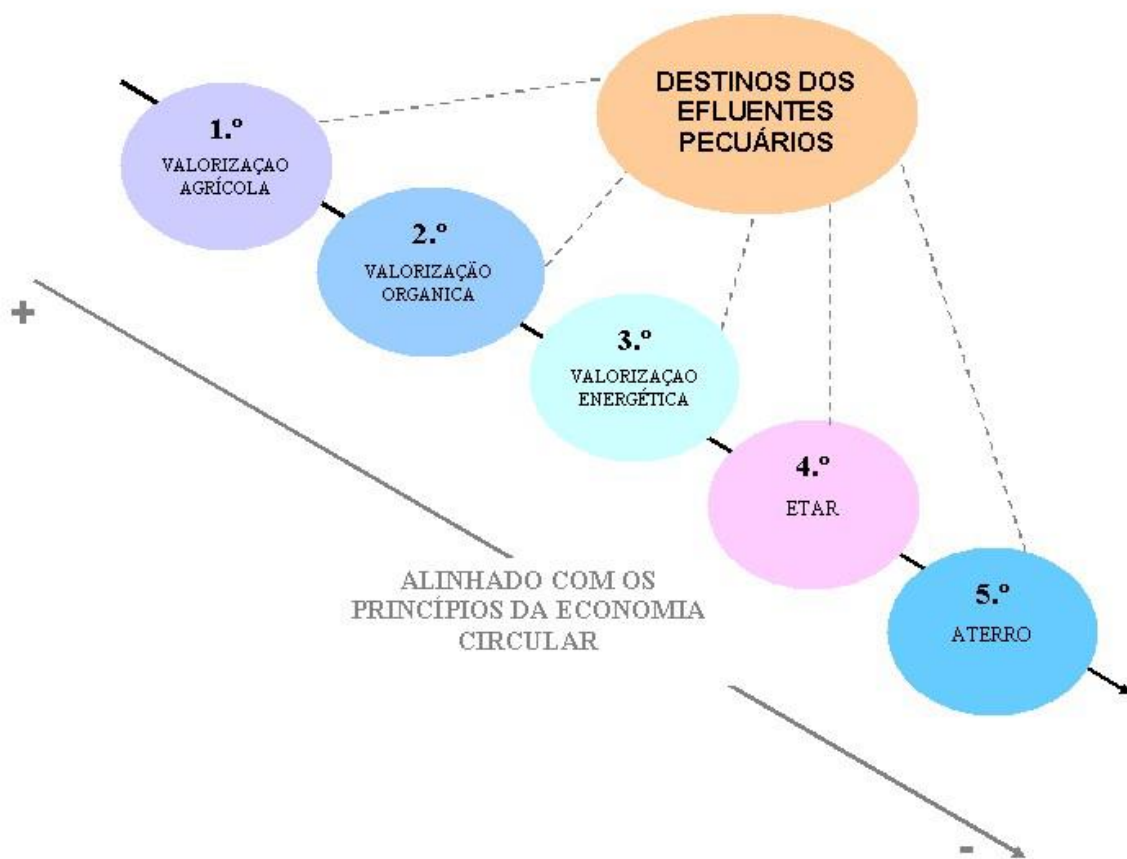 DESTINOS DOS
EFLUENTES
PECUÁRIOS
1.º
VALORIZAÇAO
AGRÍCOLA
2.º
VALORIZAÇÃO
ORGANICA
3.º
VALORIZAÇAO
ENERGÉTICA
4.º
ETAR
5.º
ATERRO
+
ALINHADO COM OS
PRINCÍPIOS DA ECONOMIA
CIRCULAR
-